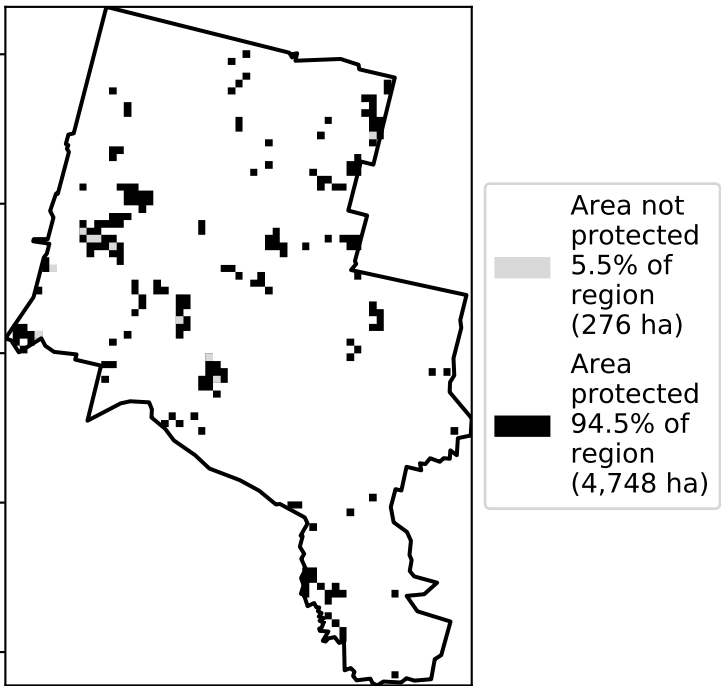 Area not
protected
5.5% of
region
(276 ha)
Area
protected
94.5% of
region
(4,748 ha)